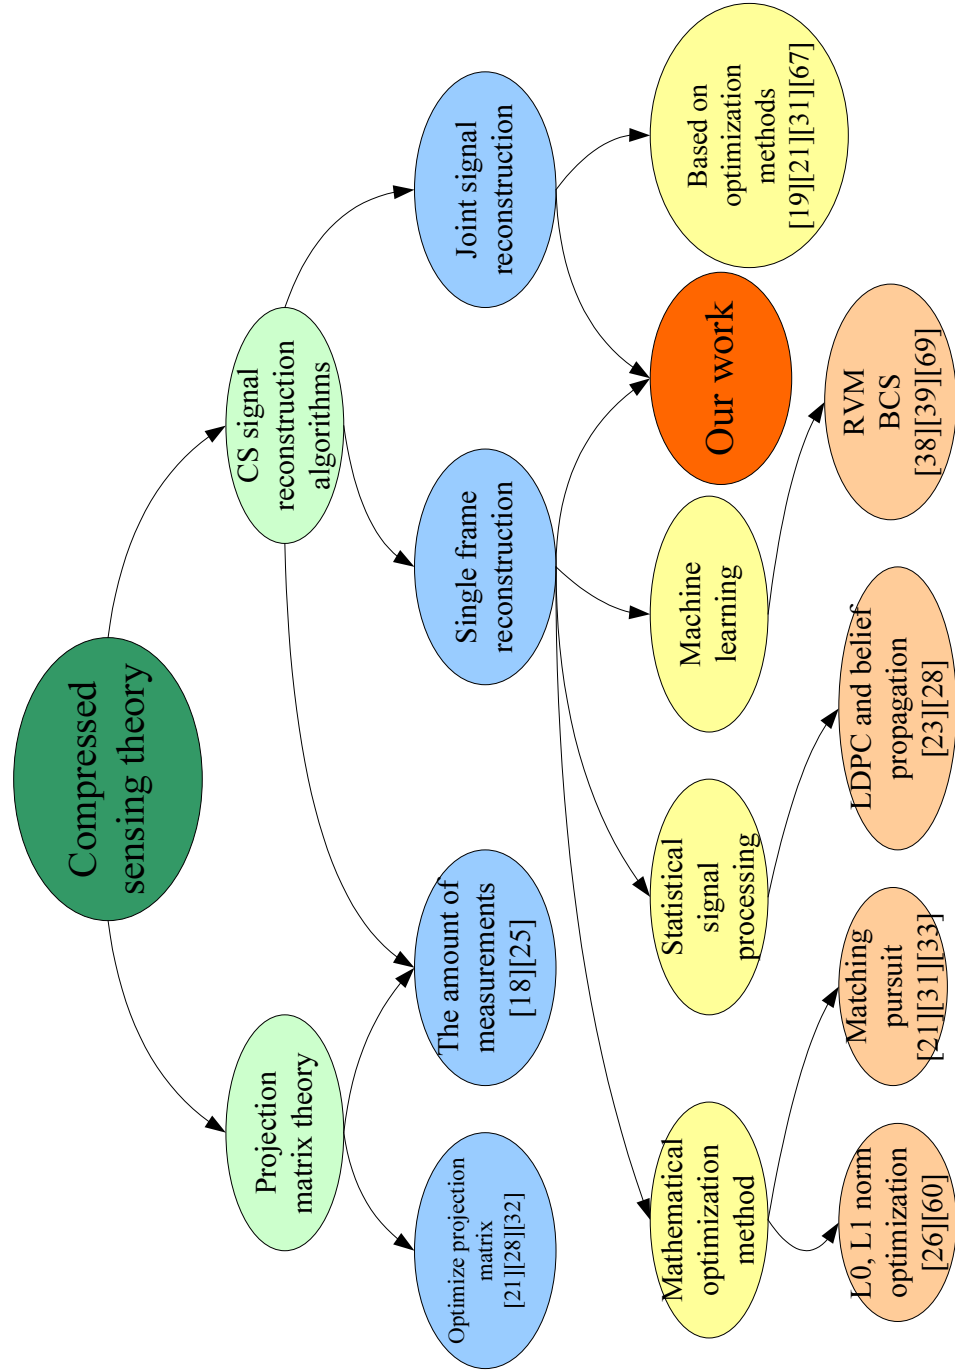 Compressed
sensing theory
Projection
matrix theory
CS signal
reconstruction
algorithms
Optimize projection
matrix
[21][28][32]
The amount of
measurements
[18][25]
Single frame
reconstruction
Joint signal
reconstruction
Mathematical
optimization
method
Statistical
signal
processing
Machine
learning
Our work
Based on
optimization
methods
[19][21][31][67]
L0, L1 norm
optimization
[26][60]
Matching
pursuit
[21][31][33]
LDPC and belief
propagation
[23][28]
RVM
BCS
[38][39][69]